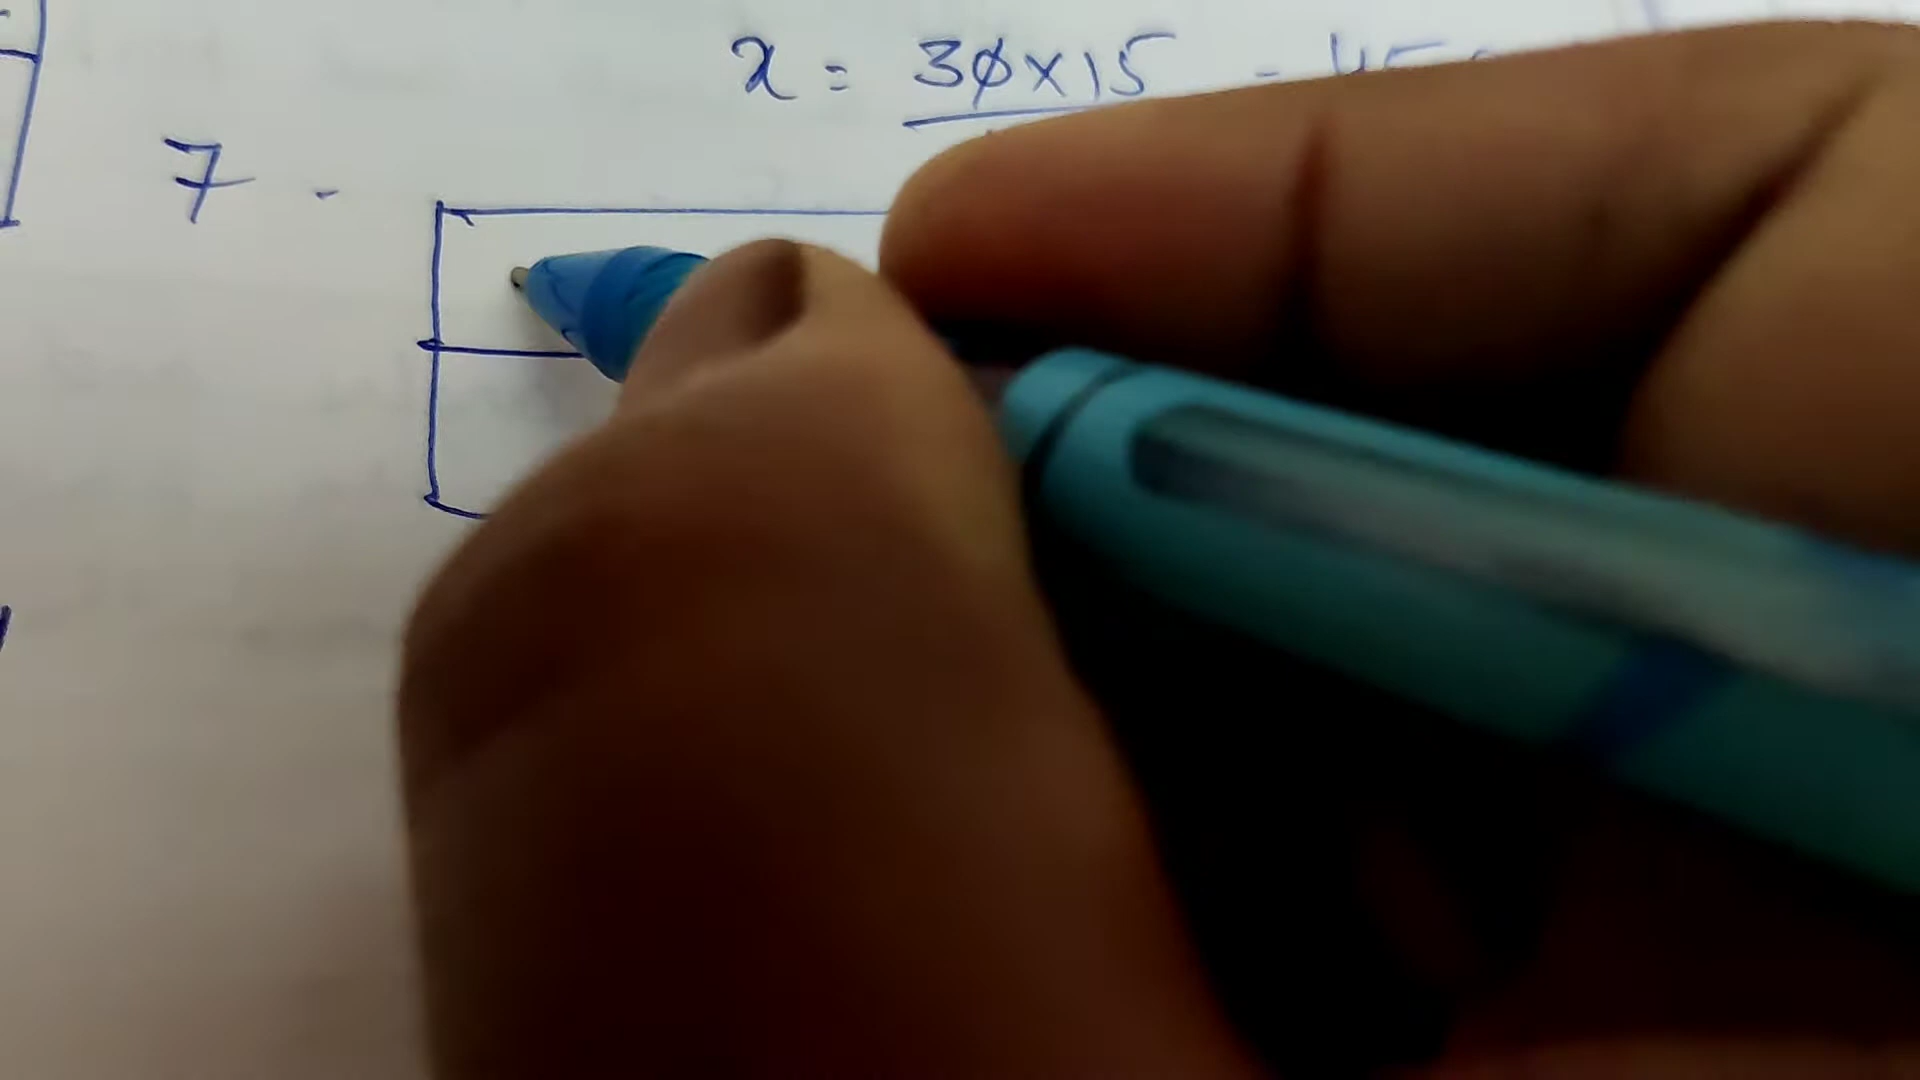 x = 30x15 -
7 -